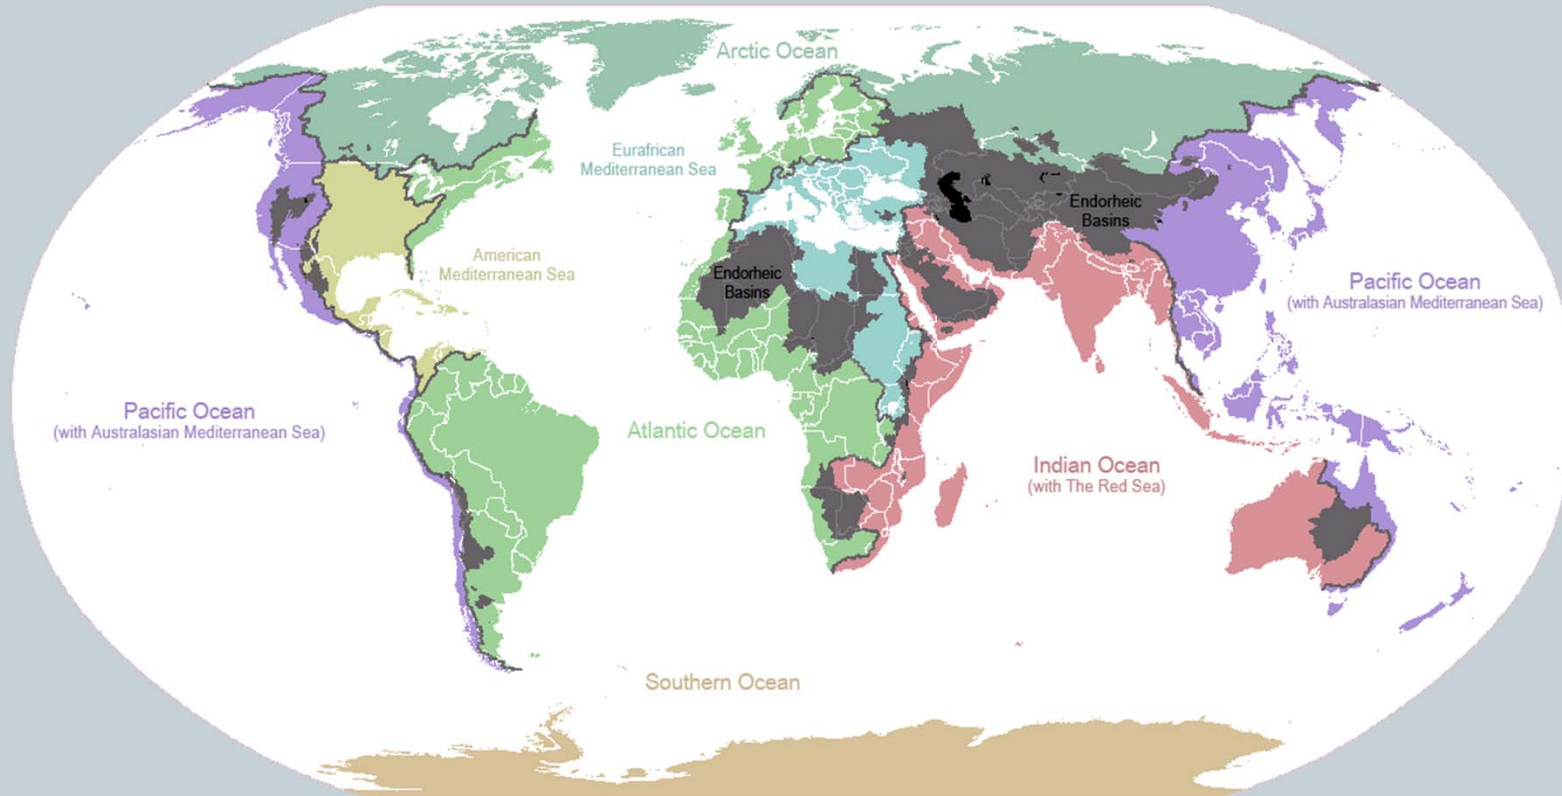 Arctic Ocean
Eurafrican
Mediterranean Sea
Endorheic
Basins
American
Mediterranean Sea
Endorheic
Basins
Pacific Ocean
(with Australasian Mediterranean Sea)
Pacific Ocean
(with Australasian Mediterranean Sea)
Atlantic Ocean
Indian Ocean
(with The Red Sea)
Southern Ocean